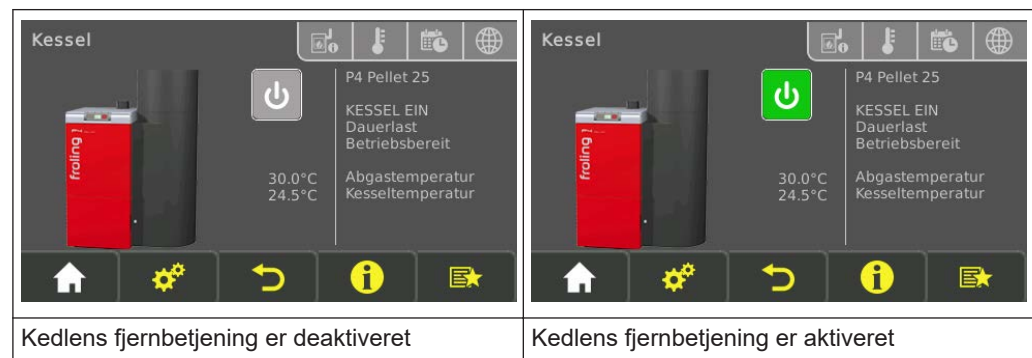 Kessel
P4 Pellet 25
KESSEL EIN
Dauerlast
Betriebsbereit
30.0°C Abgastemperatur
24.5°C Kesseltemperatur
froling
Kedlens fjernbetjening er deaktiveret
Kessel
P4 Pellet 25
KESSEL EIN
Dauerlast
Betriebsbereit
30.0°C Abgastemperatur
24.5°C Kesseltemperatur
froling
Kedlens fjernbetjening er aktiveret